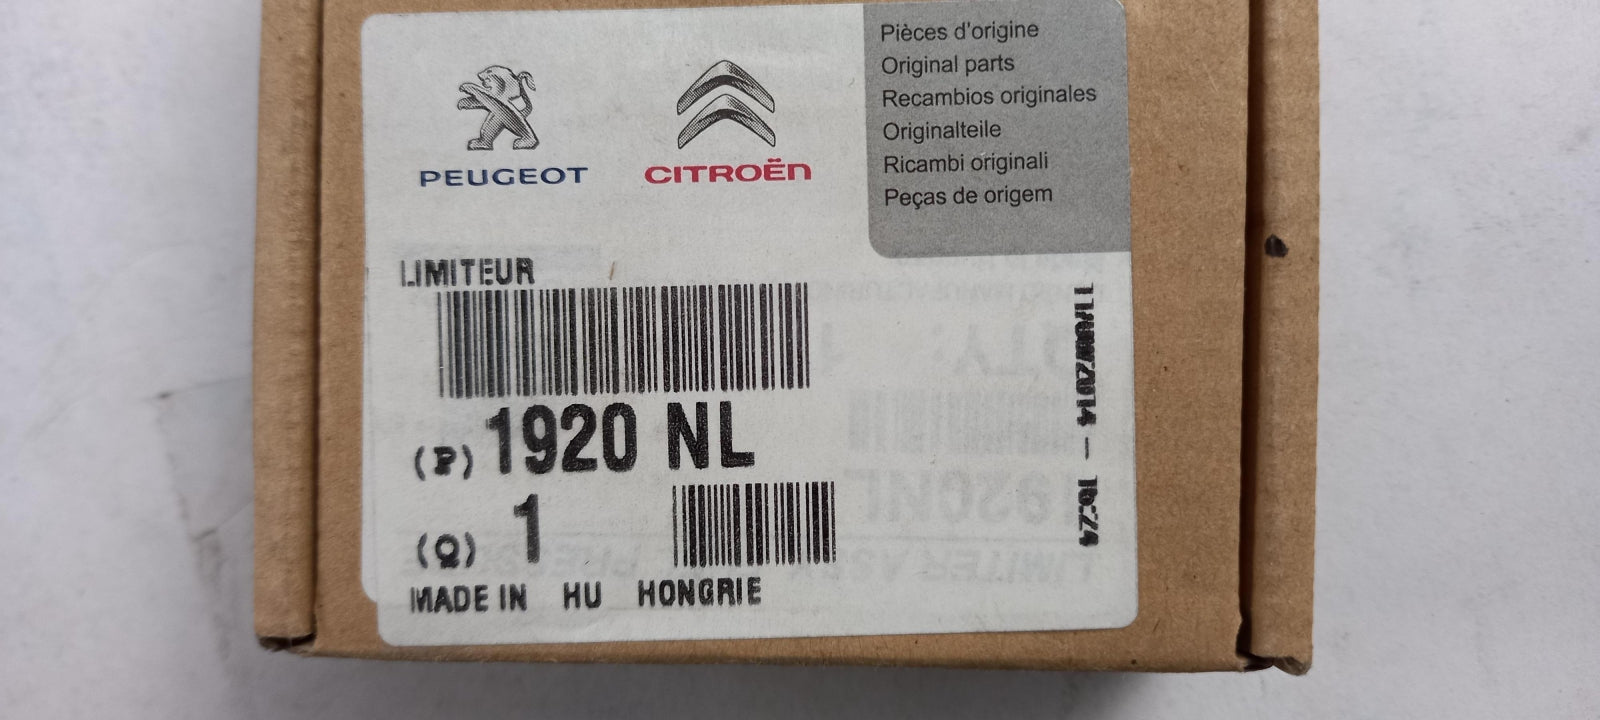 PEUGEOT
CITROËN
Pièces d'origine
Original parts
Recambios originales
Originalteile
Ricambi originali
Peças de origem
LIMITEUR
(P) 1920 NL
(Q) 1
MADE IN HU HONGRIE